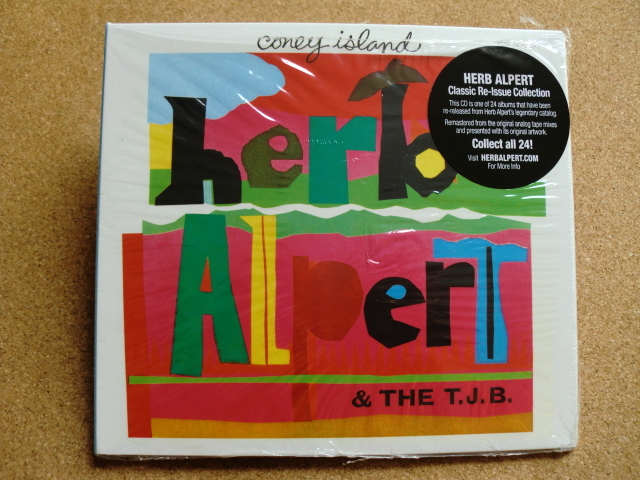 coney island
herb
Alpert
& THE T.J.B.
HERB ALPERT
Classic Re-Issue Collection
This CD is one of 24 albums that have been
re-released from Herb Alpert's legendary catalog.
Remastered from the original analog tape mixes
and presented with its original artwork.
Collect all 24!
Visit HERBALPERT.COM
For More Info